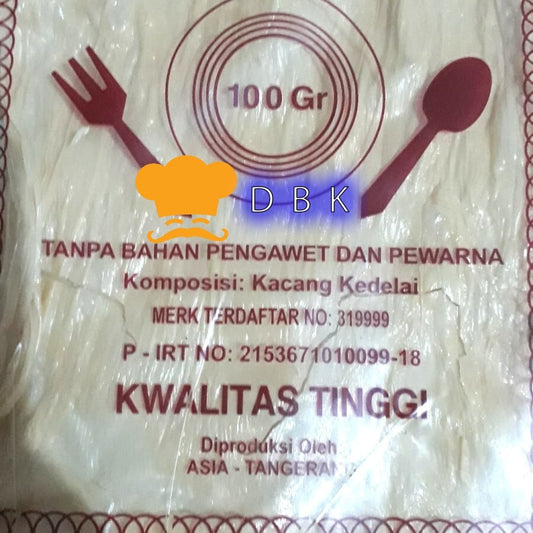 100 Gr
DBK
TANPA BAHAN PENGAWET DAN PEWARNA
Komposisi: Kacang Kedelai
MERK TERDAFTAR NO: 319999
P - IRT NO: 2153671010099-18
KWALITAS TINGGI
Diproduksi Oleh
ASIA - TANGERANG